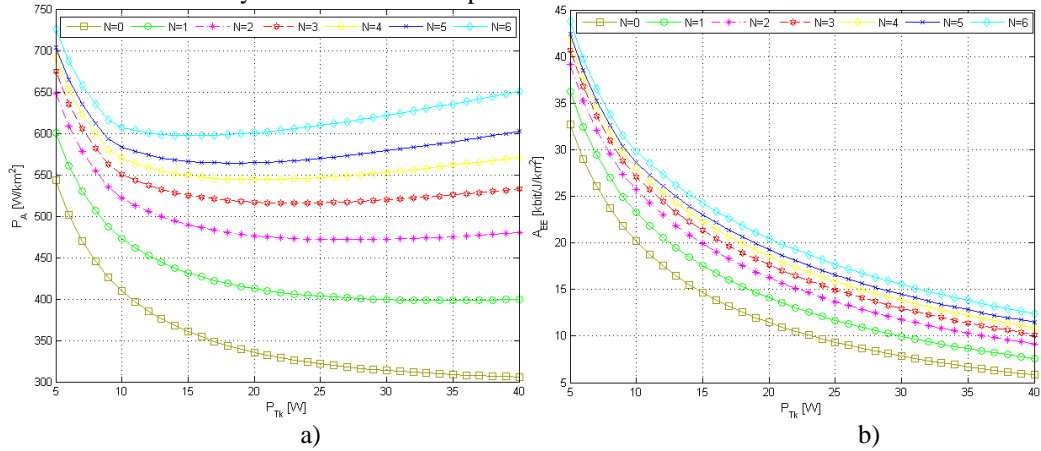 N=0 N=1 N=2 N=3 N=4 N=5 N=6
750
700
650
600
550
500
450
400
350
300
P_A [W/km²]
5 10 15 20 25 30 35 40
P_Tk [W]
a)
N=0 N=1 N=2 N=3 N=4 N=5 N=6
45
40
35
30
25
20
15
10
5
A_EE [kbit/J/km²]
5 10 15 20 25 30 35 40
P_Tk [W]
b)